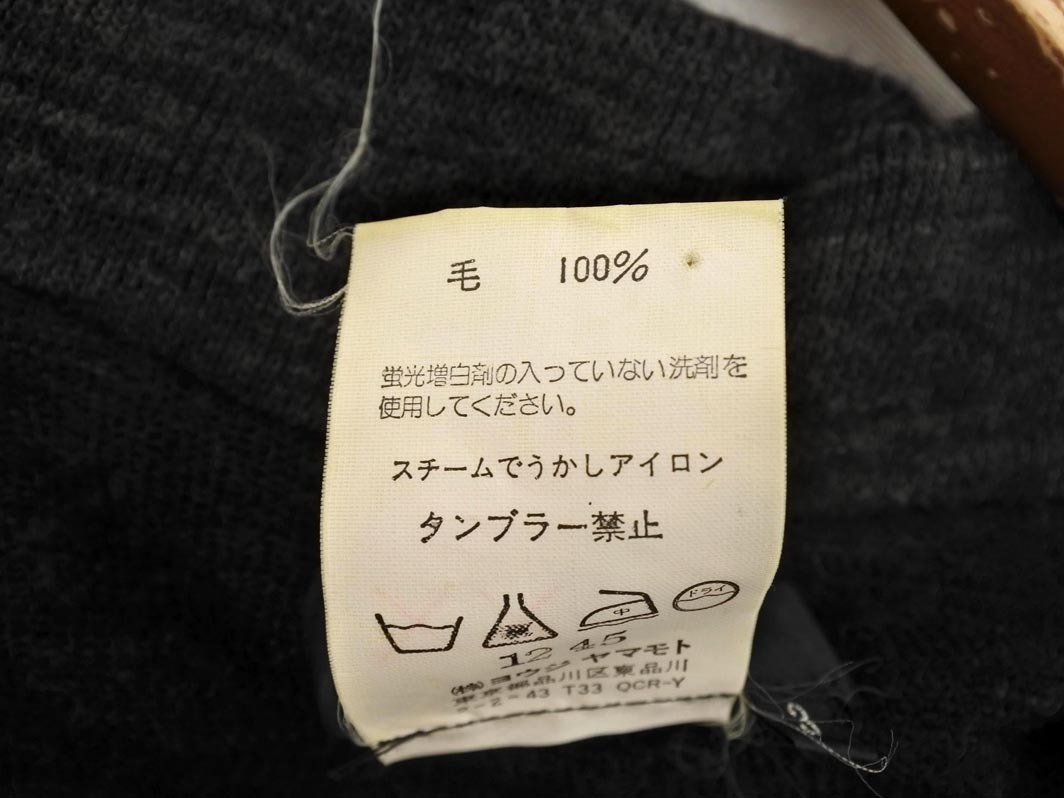 毛 100%
蛍光増白剤の入っていない洗剤を
使用してください。
スチームでうかしアイロン
タンブラー禁止
中 ドライ
12 45
(株)ヨウジ ヤマモト
東京都品川区東品川
2-2-43 T33 QCR-Y